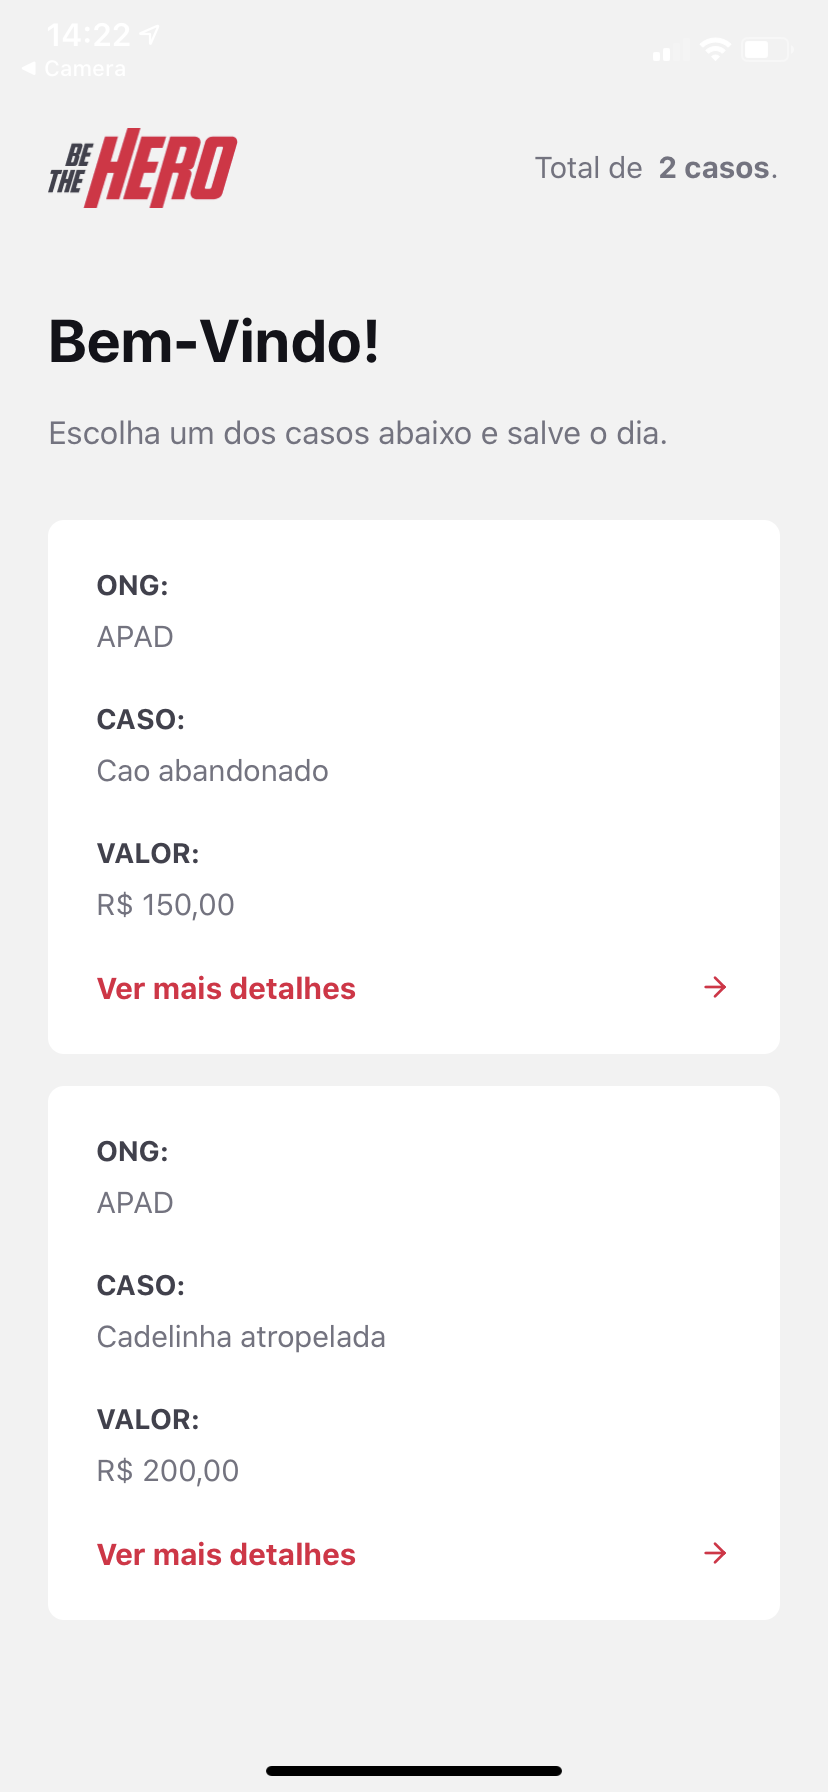 14:22
◀ Camera
BE THE HERO
Total de 2 casos.
Bem-Vindo!
Escolha um dos casos abaixo e salve o dia.
ONG:
APAD
CASO:
Cao abandonado
VALOR:
R$ 150,00
Ver mais detalhes
ONG:
APAD
CASO:
Cadelinha atropelada
VALOR:
R$ 200,00
Ver mais detalhes